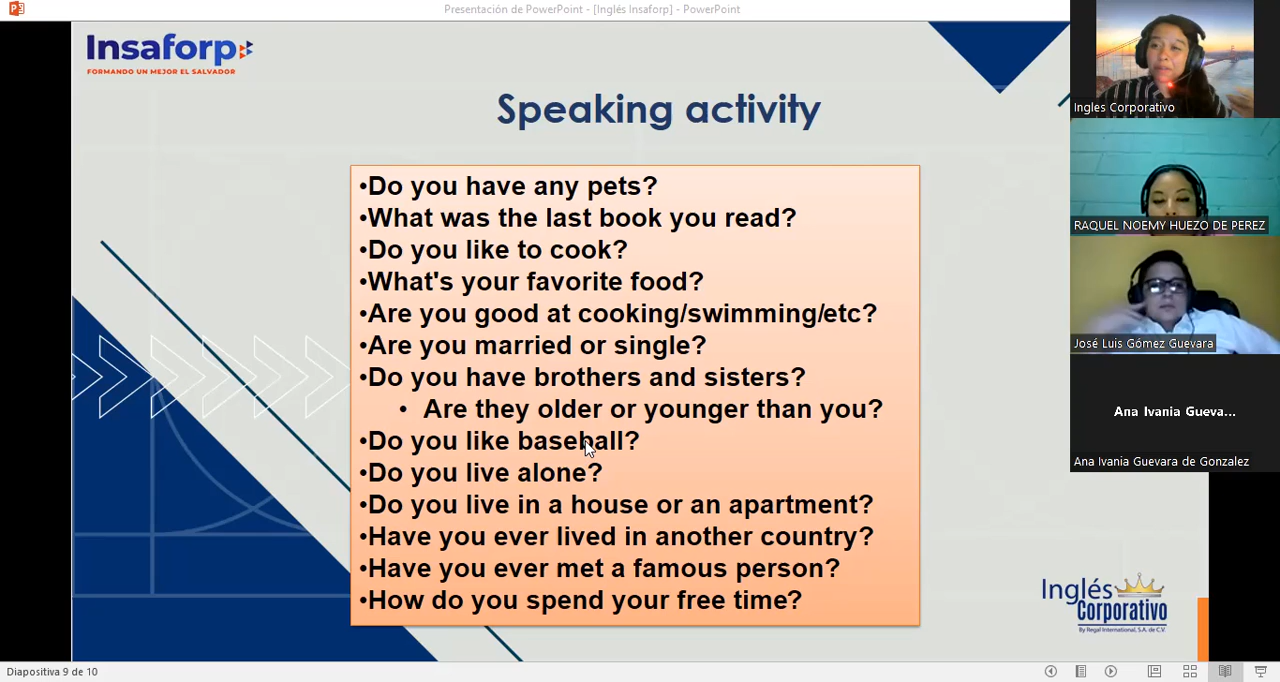 Presentación de PowerPoint - [Inglés Insaforp] - PowerPoint
Insaforp
FORMANDO UN MEJOR EL SALVADOR
Speaking activity
•Do you have any pets?
•What was the last book you read?
•Do you like to cook?
•What's your favorite food?
•Are you good at cooking/swimming/etc?
•Are you married or single?
•Do you have brothers and sisters?
• Are they older or younger than you?
•Do you like baseball?
•Do you live alone?
•Do you live in a house or an apartment?
•Have you ever lived in another country?
•Have you ever met a famous person?
•How do you spend your free time?
Inglés
Corporativo
By Regal International, S.A. de C.V.
Diapositiva 9 de 10
Ingles Corporativo
RAQUEL NOEMY HUEZO DE PEREZ
José Luis Gómez Guevara
Ana Ivania Gueva...
Ana Ivania Guevara de Gonzalez